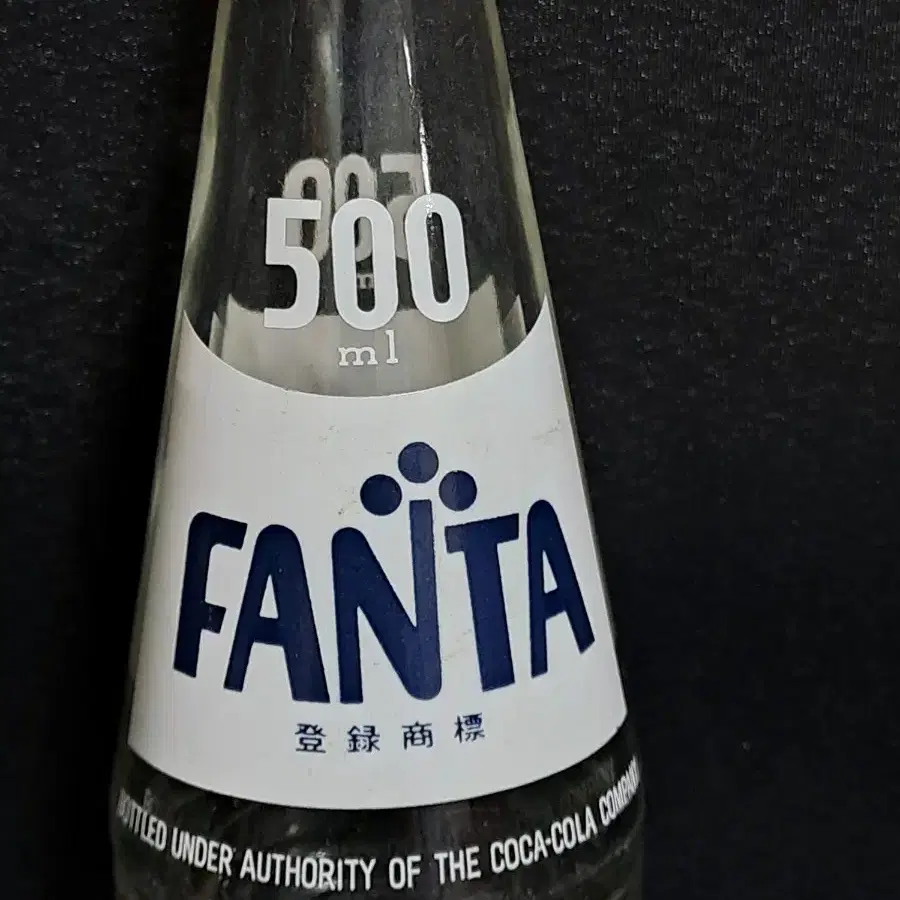 500
ml
FANTA
登録商標
BOTTLED UNDER AUTHORITY OF THE COCA-COLA COMPANY